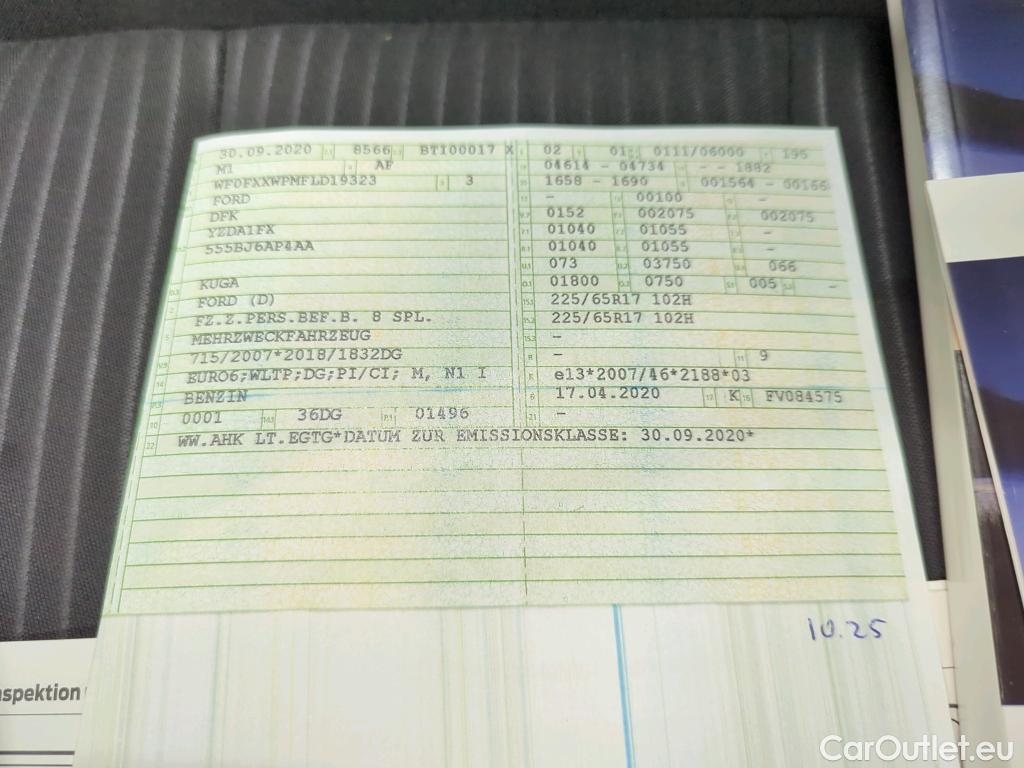 30.09.2020 8566 BT100017 X 02 01 0111/06000 195
M1 AF 04614 - 04734 - - 1882
WF0FXXWPMFLD19323 3 1658 - 1690 001564 - 00166
FORD - 00100 -
DFK 0152 002075 002075
YZDA1FX 01040 01055 -
555BJ6AP4AA 01040 01055 -
073 03750 066
KUGA 01800 0750 005 -
FORD (D) 225/65R17 102H
FZ.Z.PERS.BEF.B. 8 SPL. 225/65R17 102H
MEHRZWECKFAHRZEUG -
715/2007*2018/1832DG - 9
EURO6;WLTP;DG;PI/CI; M, N1 I e13*2007/46*2188*03
BENZIN 17.04.2020 K FV084575
0001 36DG 01496 -
22 WW.AHK LT.EGTG*DATUM ZUR EMISSIONSKLASSE: 30.09.2020*
10.25
nspektion
CarOutlet.eu